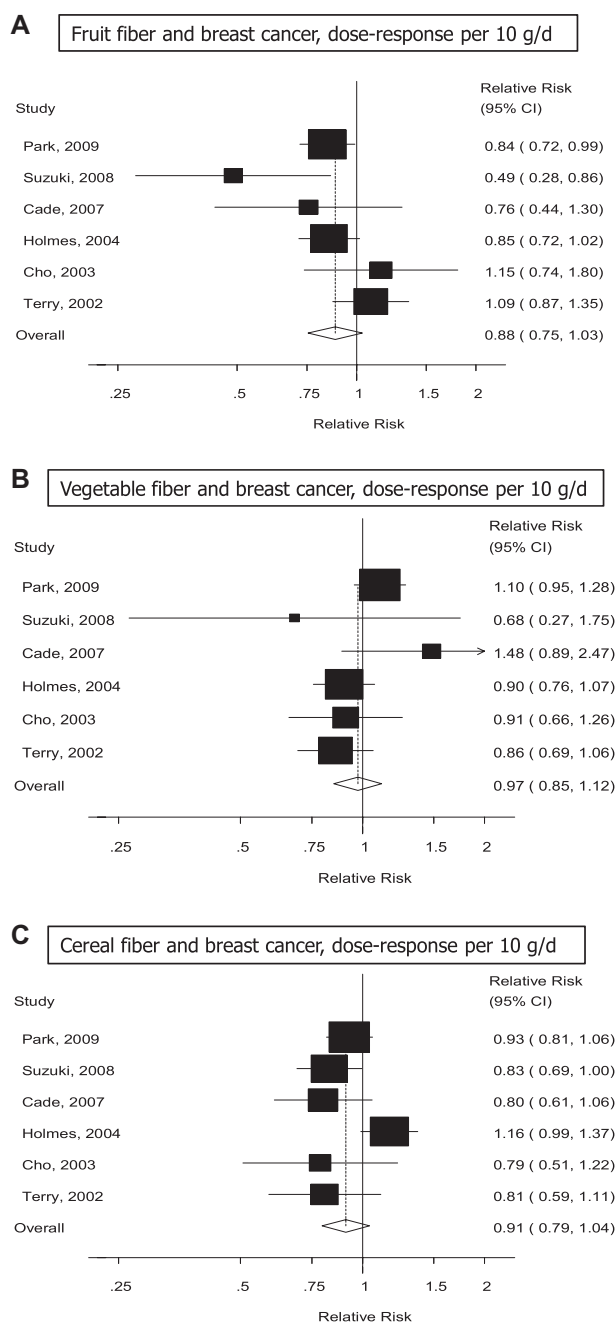 A
Fruit fiber and breast cancer, dose-response per 10 g/d
Relative Risk
Study (95% CI)
Park, 2009 0.84 ( 0.72, 0.99)
Suzuki, 2008 0.49 ( 0.28, 0.86)
Cade, 2007 0.76 ( 0.44, 1.30)
Holmes, 2004 0.85 ( 0.72, 1.02)
Cho, 2003 1.15 ( 0.74, 1.80)
Terry, 2002 1.09 ( 0.87, 1.35)
Overall 0.88 ( 0.75, 1.03)
.25 .5 .75 1 1.5 2
Relative Risk
B
Vegetable fiber and breast cancer, dose-response per 10 g/d
Relative Risk
Study (95% CI)
Park, 2009 1.10 ( 0.95, 1.28)
Suzuki, 2008 0.68 ( 0.27, 1.75)
Cade, 2007 1.48 ( 0.89, 2.47)
Holmes, 2004 0.90 ( 0.76, 1.07)
Cho, 2003 0.91 ( 0.66, 1.26)
Terry, 2002 0.86 ( 0.69, 1.06)
Overall 0.97 ( 0.85, 1.12)
.25 .5 .75 1 1.5 2
Relative Risk
C
Cereal fiber and breast cancer, dose-response per 10 g/d
Relative Risk
Study (95% CI)
Park, 2009 0.93 ( 0.81, 1.06)
Suzuki, 2008 0.83 ( 0.69, 1.00)
Cade, 2007 0.80 ( 0.61, 1.06)
Holmes, 2004 1.16 ( 0.99, 1.37)
Cho, 2003 0.79 ( 0.51, 1.22)
Terry, 2002 0.81 ( 0.59, 1.11)
Overall 0.91 ( 0.79, 1.04)
.25 .5 .75 1 1.5 2
Relative Risk